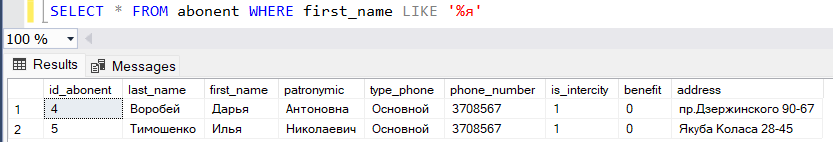 SELECT * FROM abonent WHERE first_name LIKE '%я'
100 %
Results Messages
id_abonent last_name first_name patronymic type_phone phone_number is_intercity benefit address
1 4 Воробей Дарья Антоновна Основной 3708567 1 0 пр.Дзержинского 90-67
2 5 Тимошенко Илья Николаевич Основной 3708567 1 0 Якуба Коласа 28-45